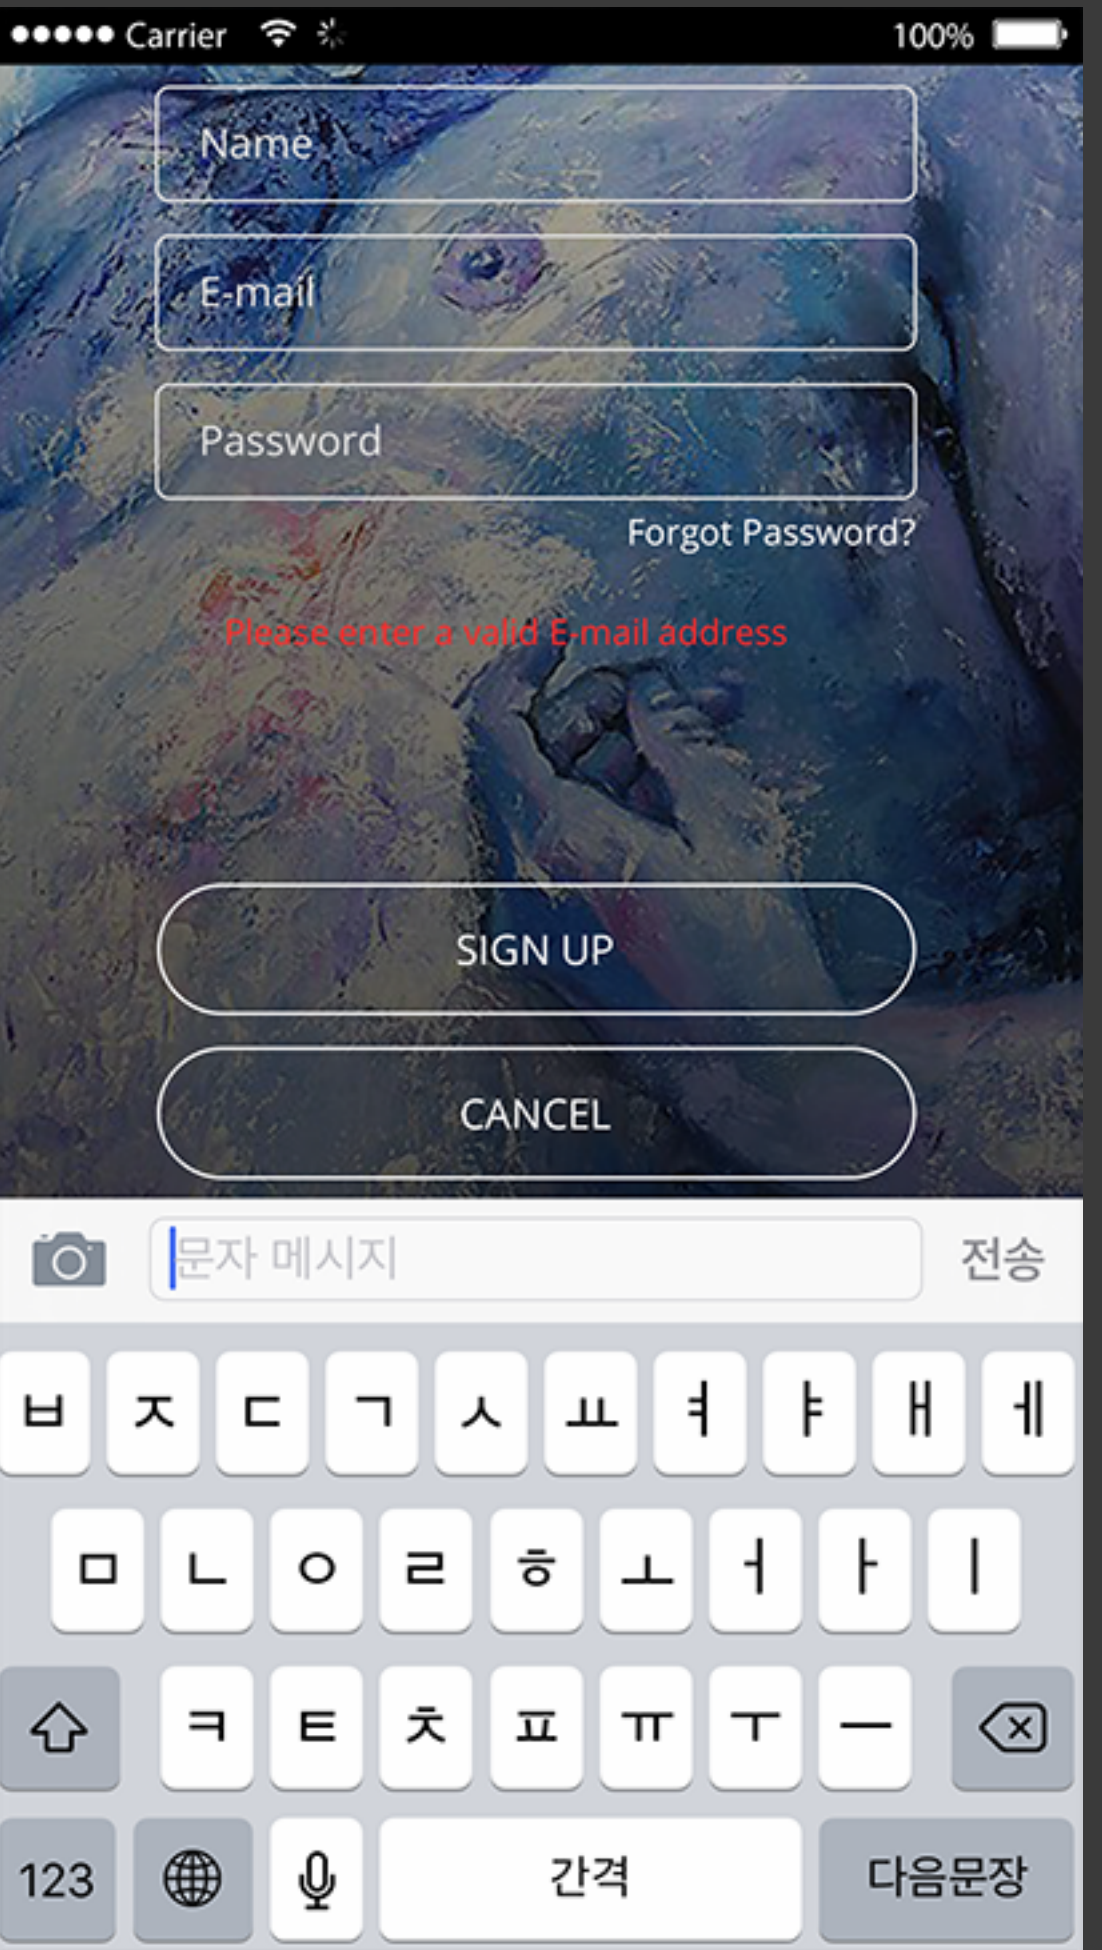 ●●●●● Carrier 100%
Name
E-mail
Password
Forgot Password?
Please enter a valid E-mail address
SIGN UP
CANCEL
문자 메시지 전송
ㅂ ㅈ ㄷ ㄱ ㅅ ㅛ ㅕ ㅑ ㅐ ㅔ
ㅁ ㄴ ㅇ ㄹ ㅎ ㅗ ㅓ ㅏ ㅣ
ㅋ ㅌ ㅊ ㅍ ㅠ ㅜ ㅡ
123 간격 다음문장